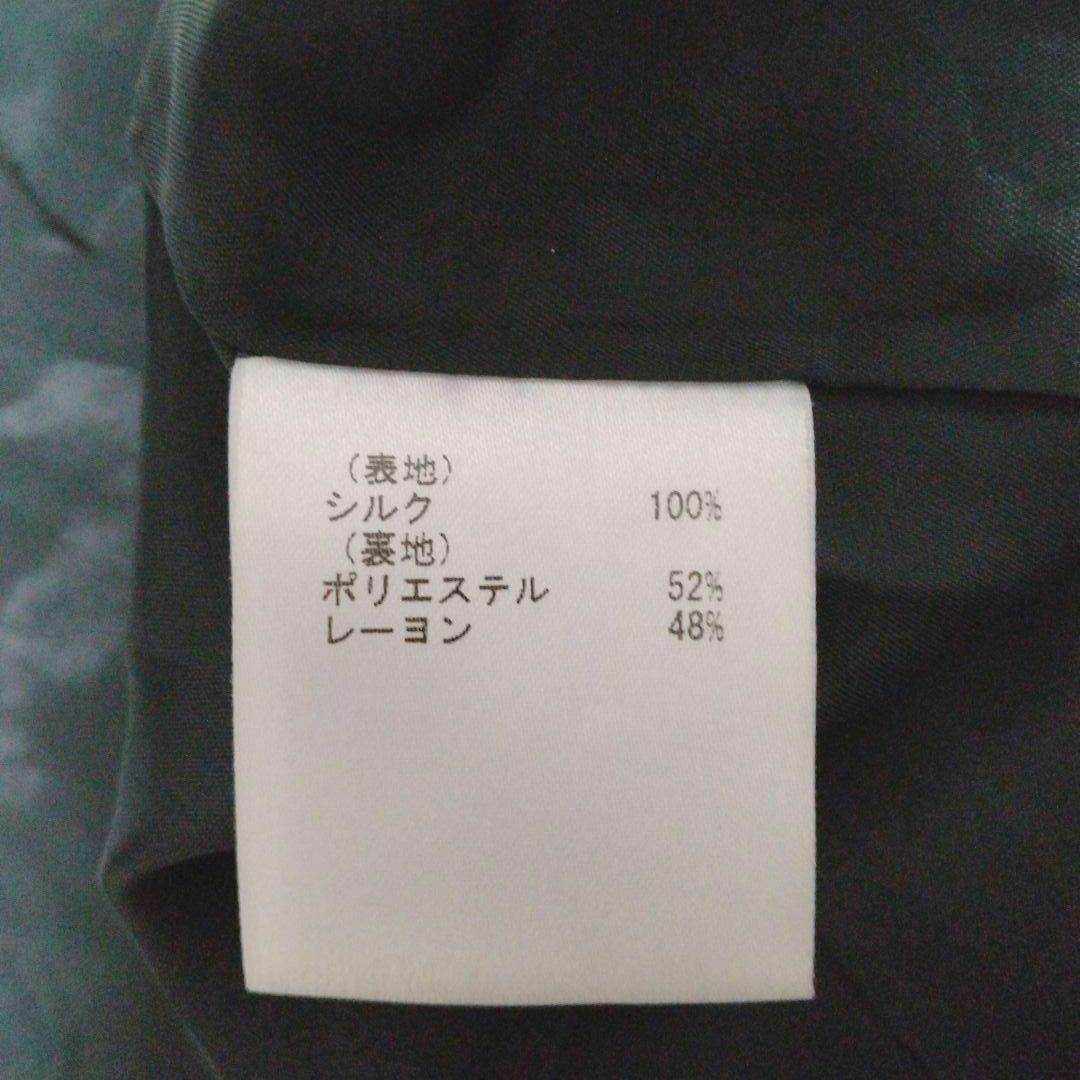 （表地）
シルク 100%
（裏地）
ポリエステル 52%
レーヨン 48%